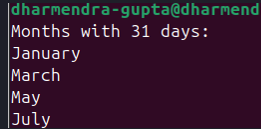 dharmendra-gupta@dharmend
Months with 31 days:
January
March
May
July